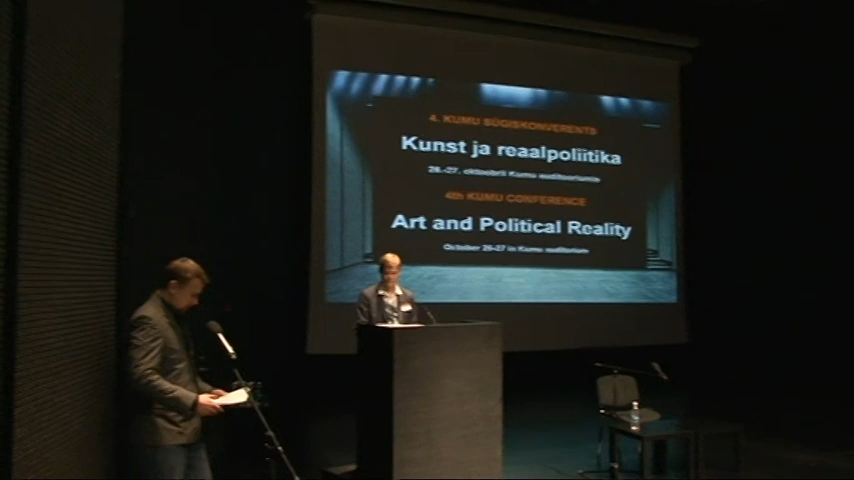 4. KUMU SÜGISKONVERENTS
Kunst ja reaalpoliitika
26.-27. oktoobril Kumu auditooriumis
4th KUMU CONFERENCE
Art and Political Reality
October 26-27 in Kumu auditorium